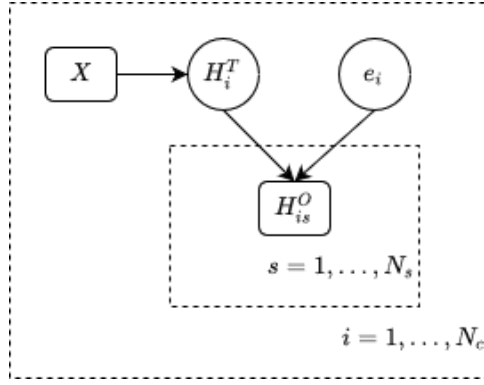 X H_i^T e_i
H_{is}^O
s = 1, . . . , N_s
i = 1, . . . , N_c